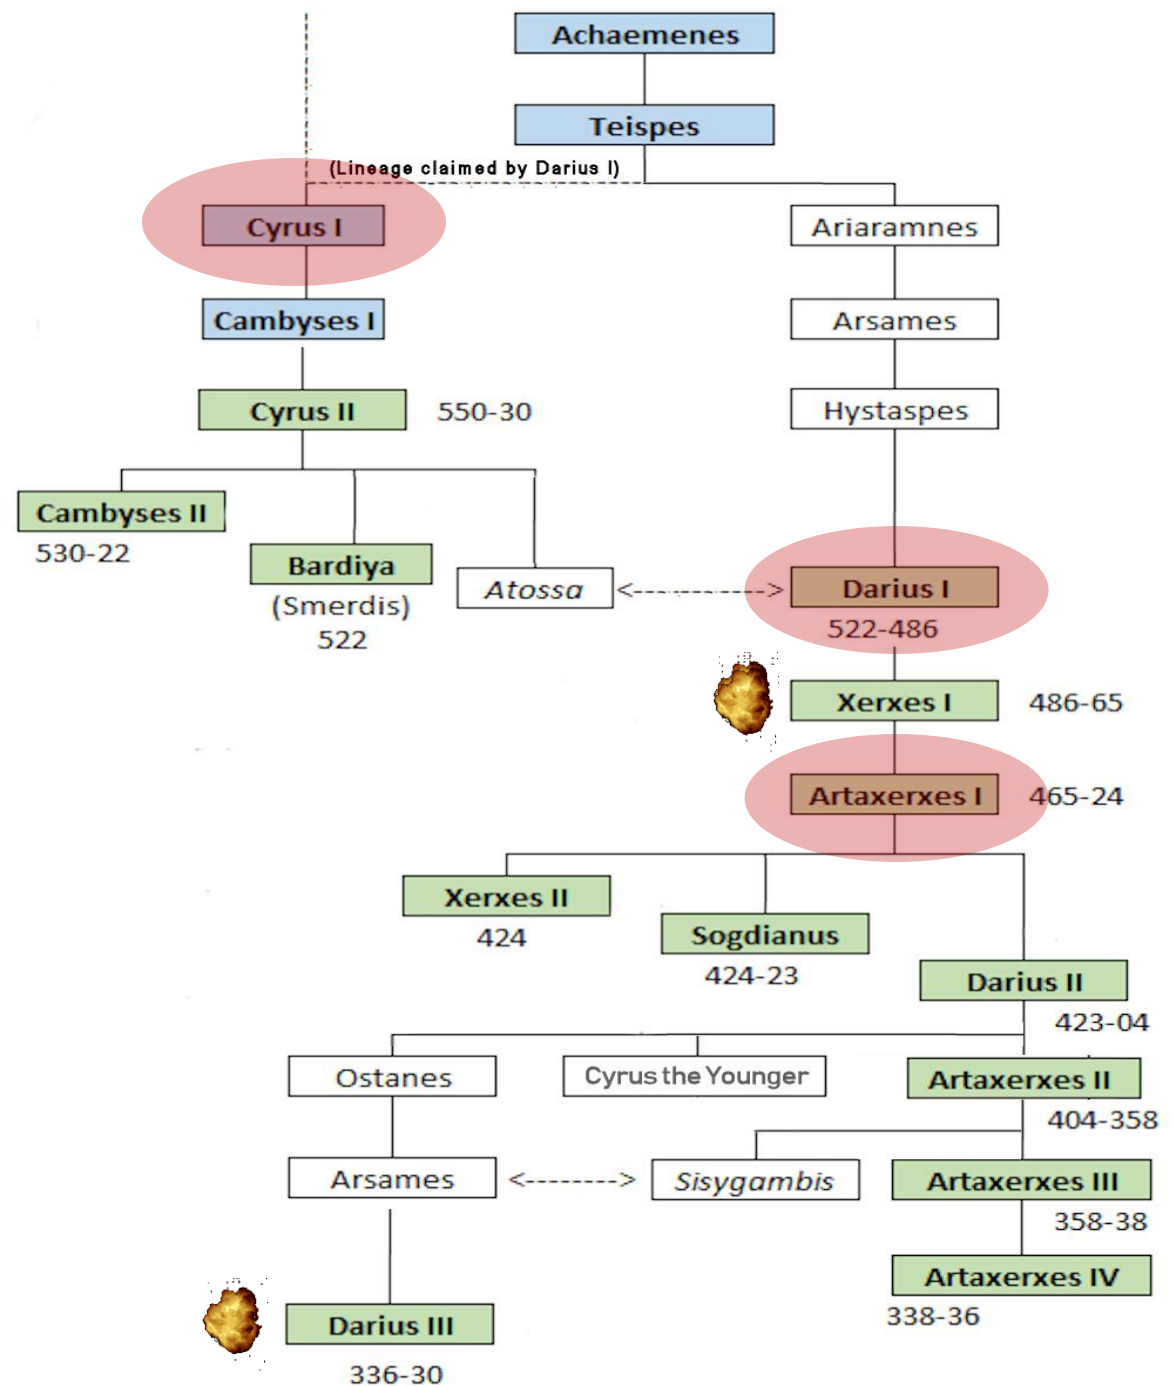 Achaemenes
Teispes
(Lineage claimed by Darius I)
Cyrus I
Ariaramnes
Cambyses I
Arsames
Cyrus II
550-30
Hystaspes
Cambyses II
530-22
Bardiya
(Smerdis)
522
Atossa
<-------->
Darius I
522-486
Xerxes I
486-65
Artaxerxes I
465-24
Xerxes II
424
Sogdianus
424-23
Darius II
423-04
Ostanes
Cyrus the Younger
Artaxerxes II
404-358
Arsames
<-------->
Sisygambis
Artaxerxes III
358-38
Artaxerxes IV
338-36
Darius III
336-30